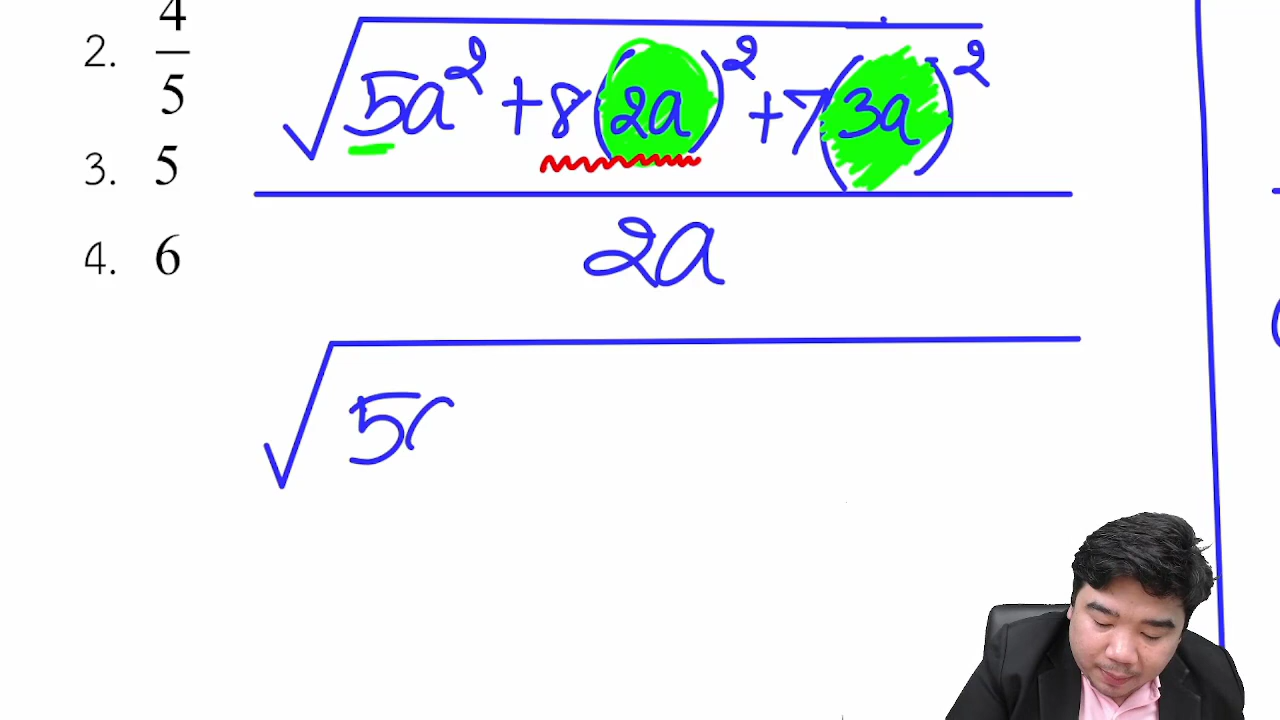 2. 4/5
3. 5
4. 6
√(5a² + 8(2a)² + 7(3a)²)
2a
√5